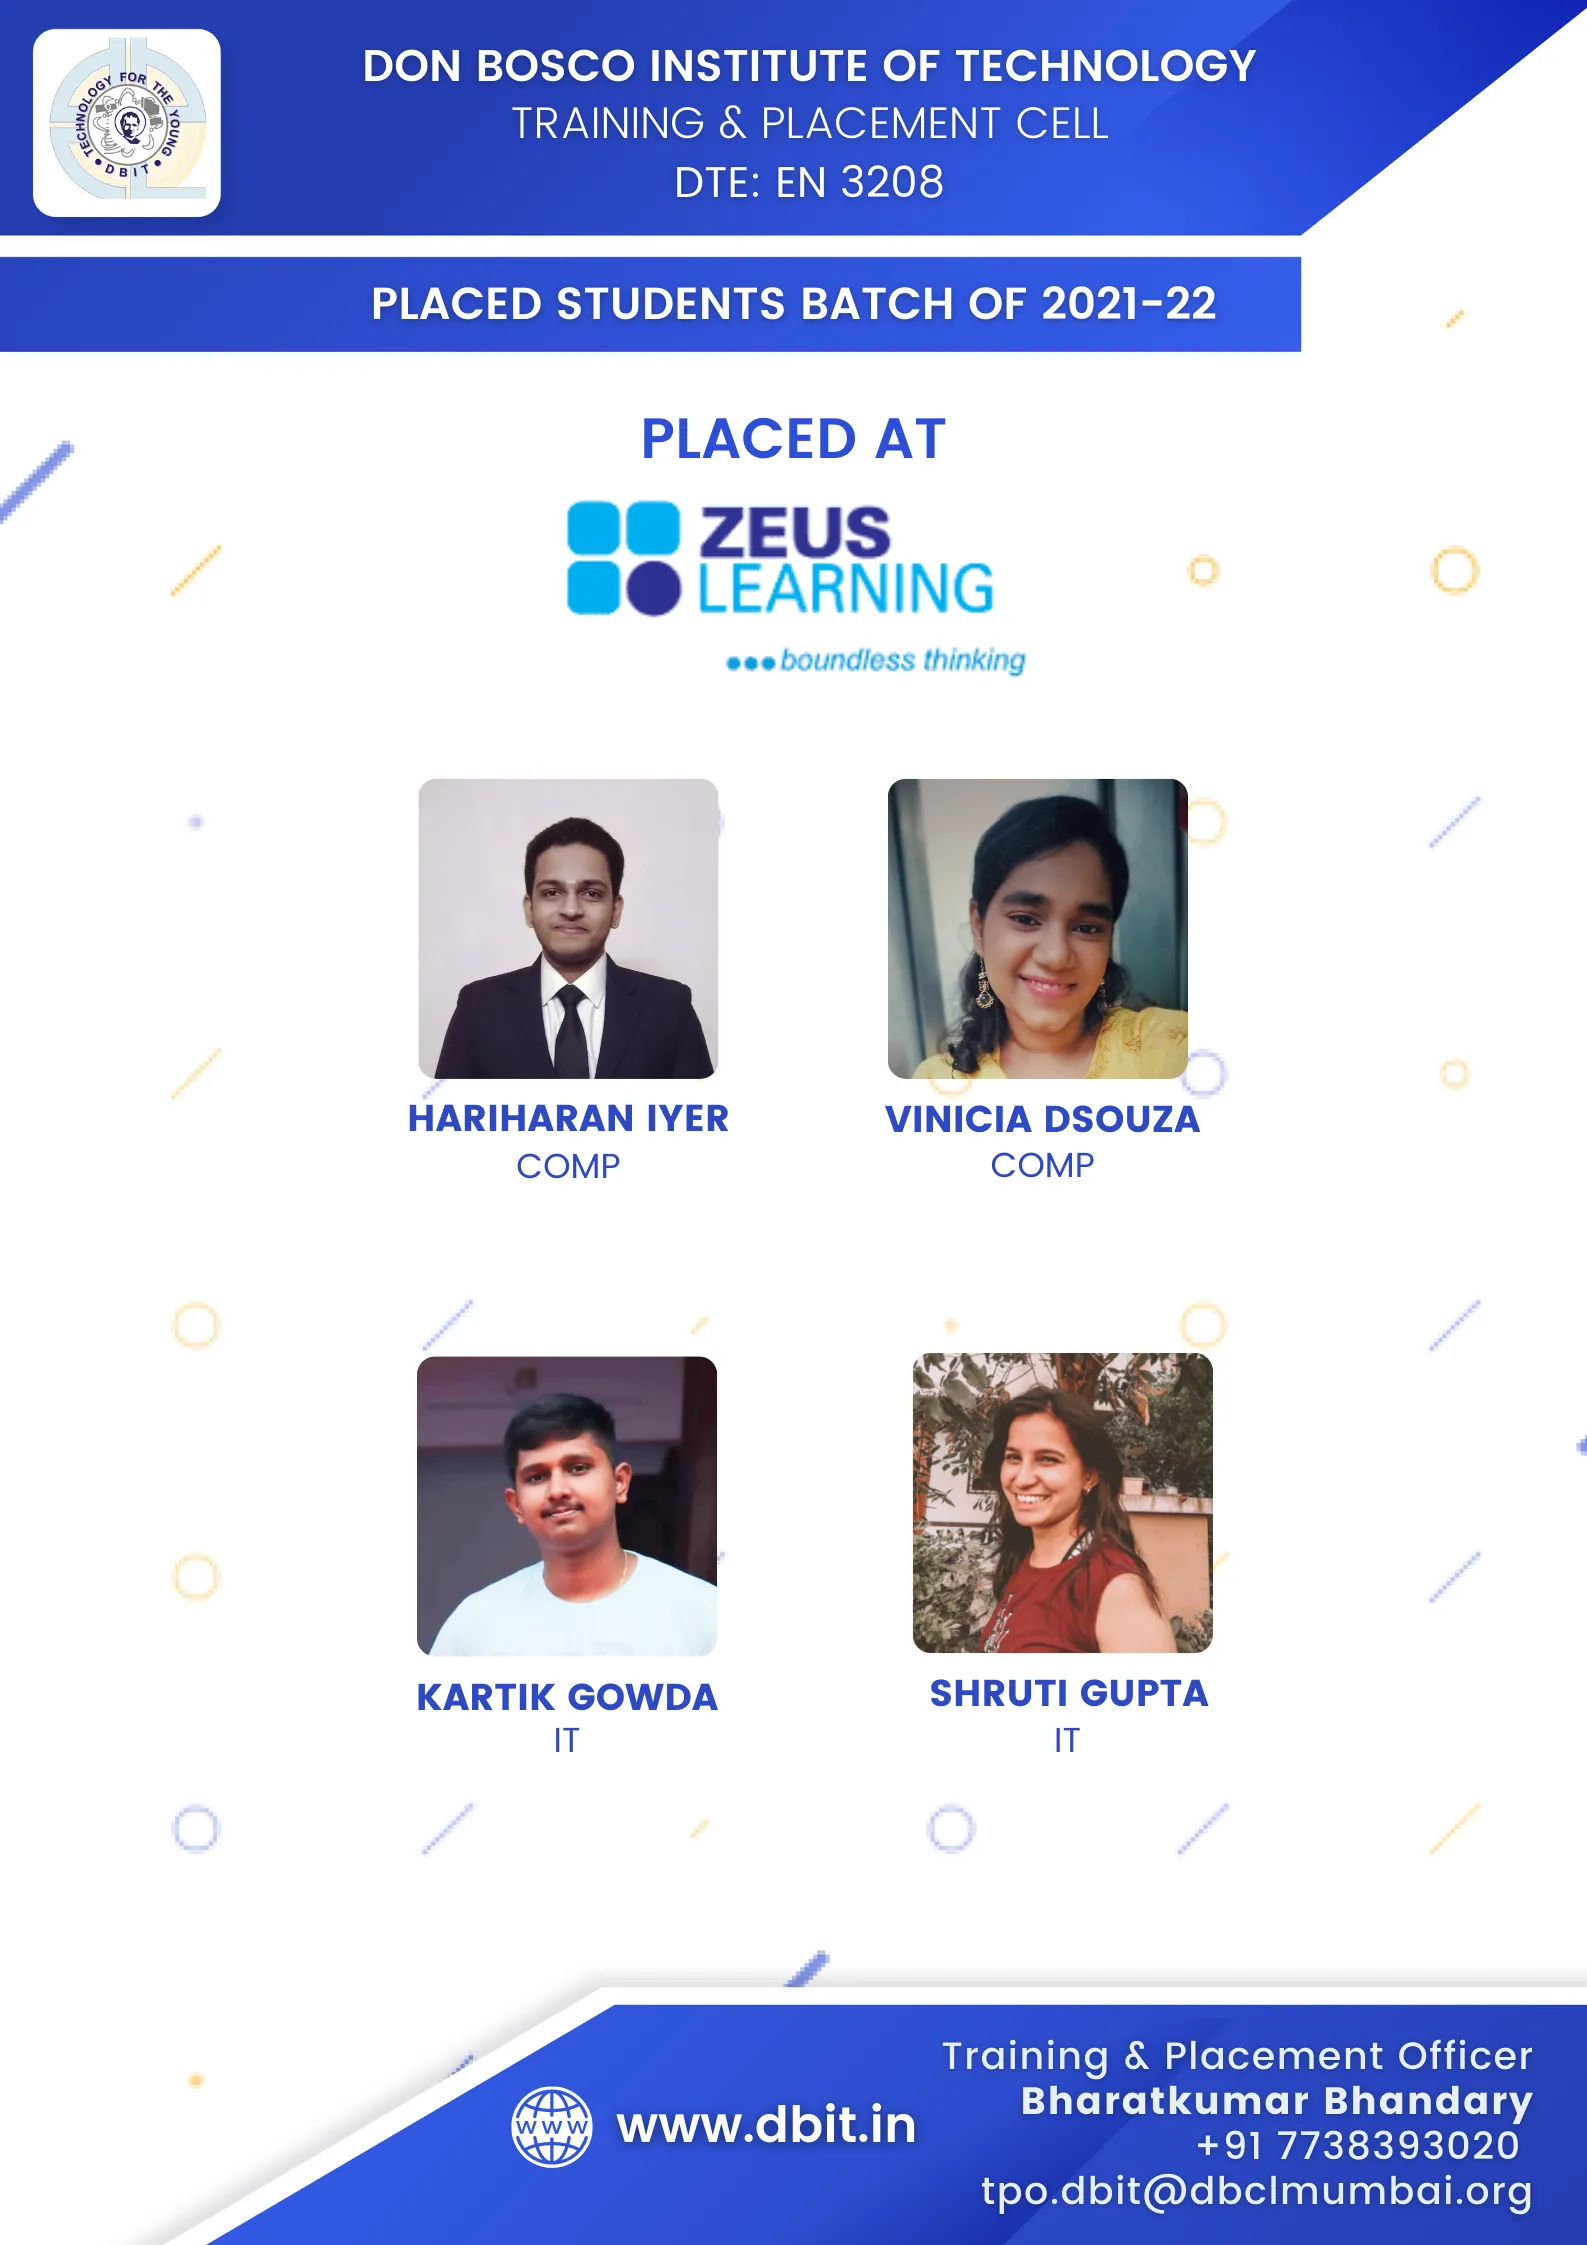 TECHNOLOGY FOR THE YOUNG
DBIT
DON BOSCO INSTITUTE OF TECHNOLOGY
TRAINING & PLACEMENT CELL
DTE: EN 3208
PLACED STUDENTS BATCH OF 2021-22
PLACED AT
ZEUS
LEARNING
boundless thinking
HARIHARAN IYER
COMP
VINICIA DSOUZA
COMP
KARTIK GOWDA
IT
SHRUTI GUPTA
IT
WWW
www.dbit.in
Training & Placement Officer
Bharatkumar Bhandary
+91 7738393020
tpo.dbit@dbclmumbai.org